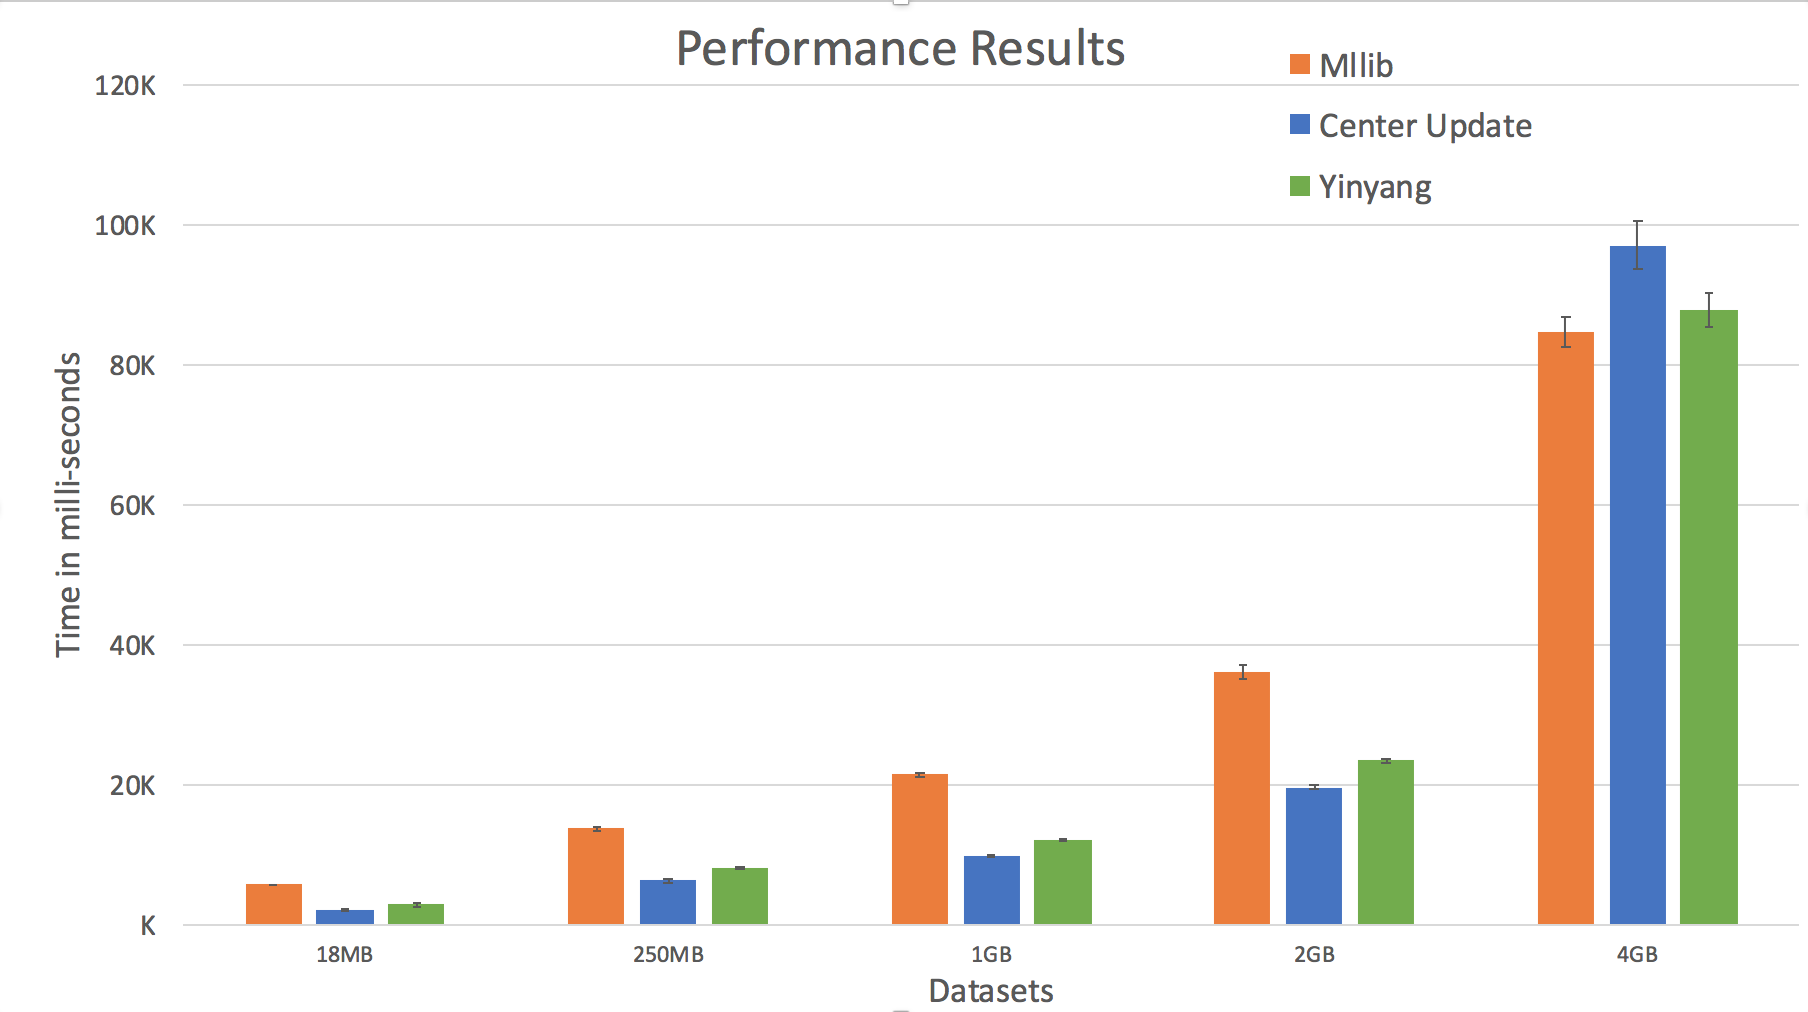 Performance Results
Mllib
Center Update
Yinyang
120K
100K
80K
60K
40K
20K
K
Time in milli-seconds
18MB
250MB
1GB
2GB
4GB
Datasets